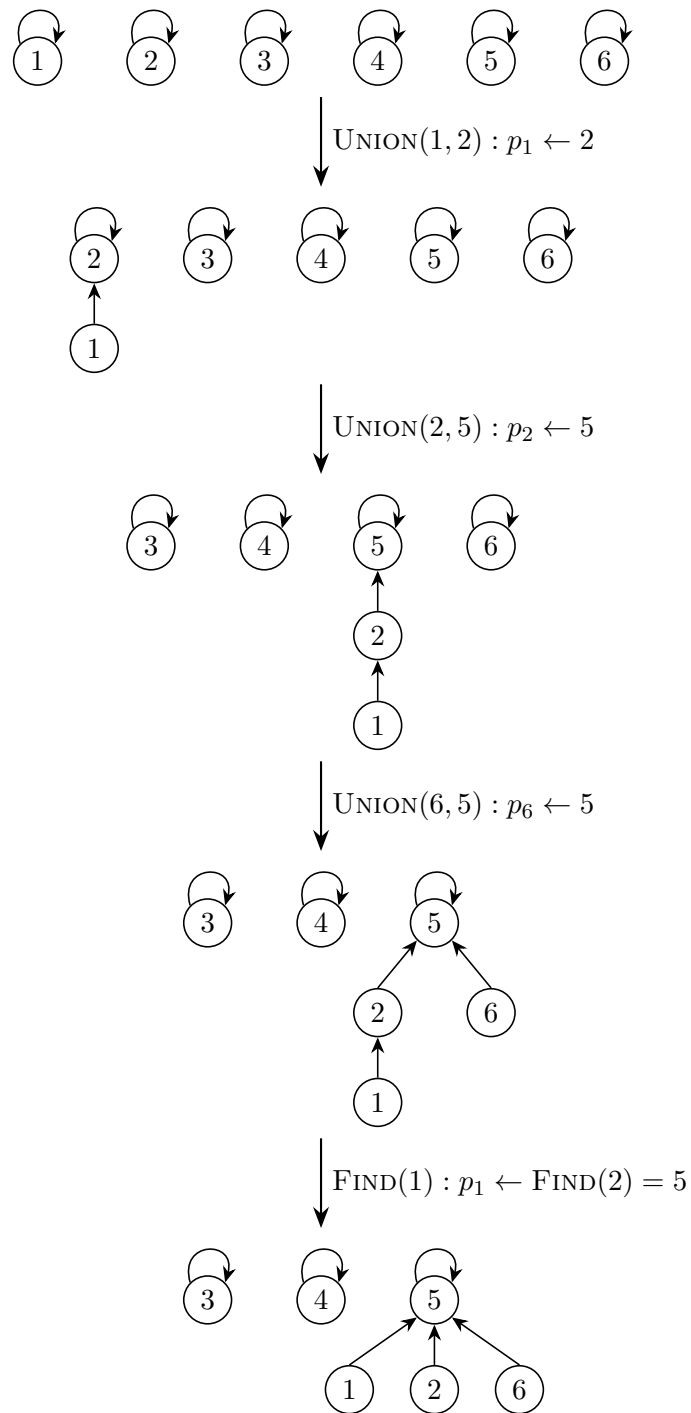 1 2 3 4 5 6
UNION(1, 2) : p₁ ← 2
2 3 4 5 6
1
UNION(2, 5) : p₂ ← 5
3 4 5 6
2
1
UNION(6, 5) : p₆ ← 5
3 4 5
2 6
1
FIND(1) : p₁ ← FIND(2) = 5
3 4 5
1 2 6